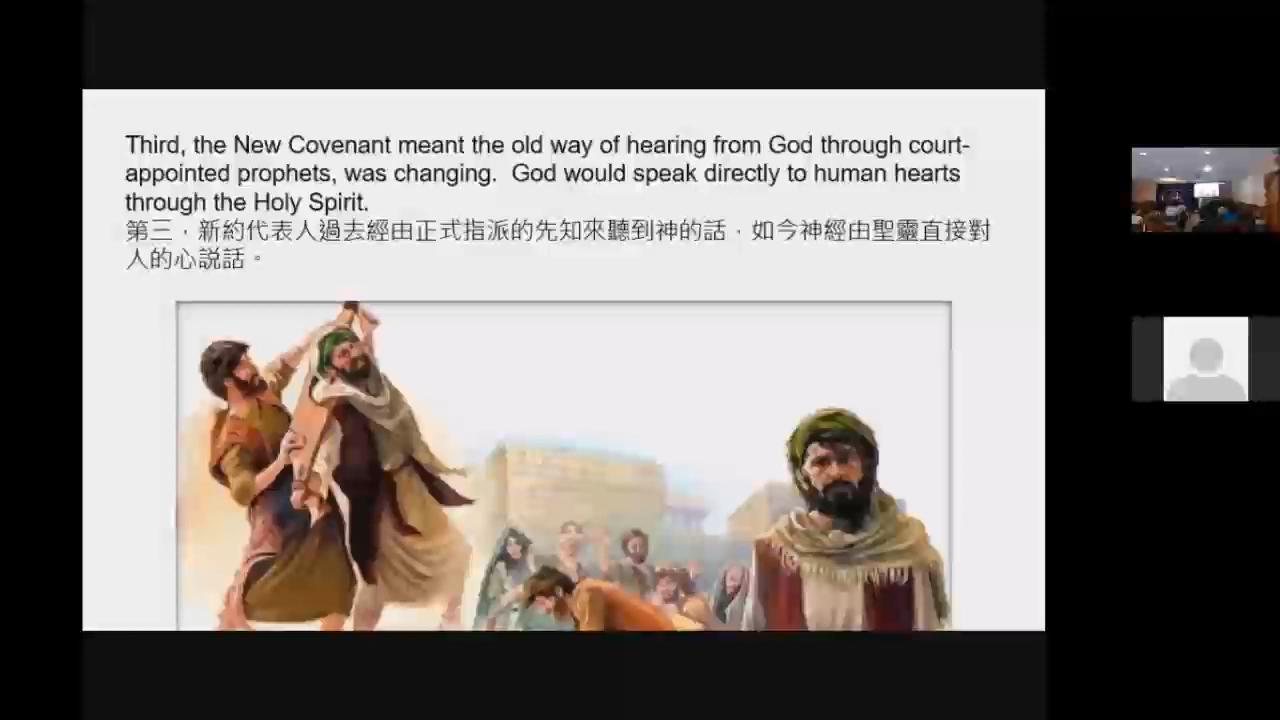 Third, the New Covenant meant the old way of hearing from God through court-
appointed prophets, was changing.  God would speak directly to human hearts
through the Holy Spirit.
第三，新約代表人過去經由正式指派的先知來聽到神的話，如今神經由聖靈直接對
人的心說話。